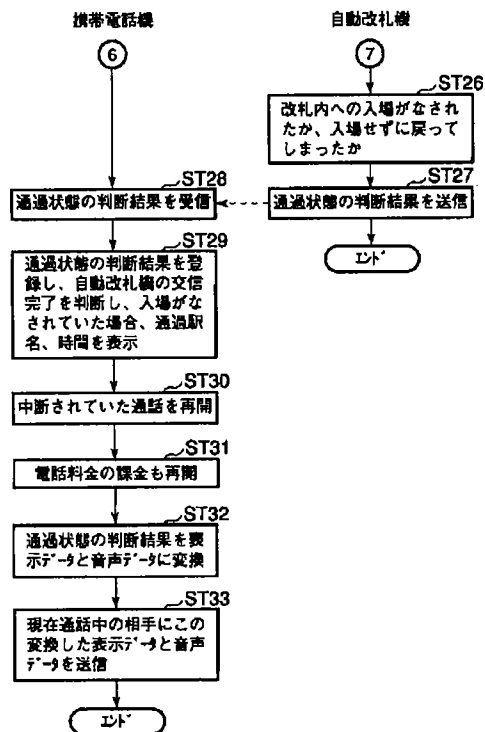 携帯電話機
自動改札機
6
7
ST26
改札内への入場がなされ
たか、入場せずに戻って
しまったか
ST27
通過状態の判断結果を送信
エンド
ST28
通過状態の判断結果を受信
ST29
通過状態の判断結果を登
録し、自動改札機の交信
完了を判断し、入場がな
されていた場合、通過駅
名、時間を表示
ST30
中断されていた通話を再開
ST31
電話料金の課金も再開
ST32
通過状態の判断結果を表
示データと音声データに変換
ST33
現在通話中の相手にこの
変換した表示データと音声
データを送信
エンド